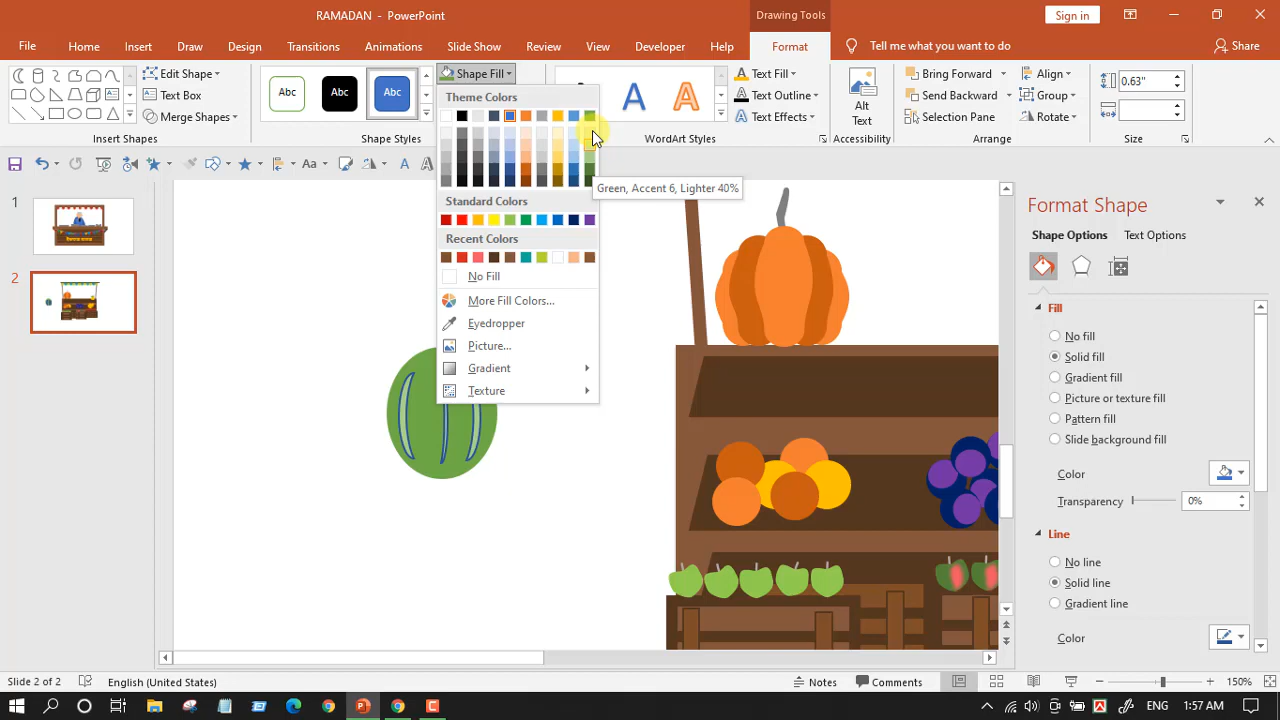 RAMADAN - PowerPoint
Drawing Tools
Sign in
File Home Insert Draw Design Transitions Animations Slide Show Review View Developer Help Format Tell me what you want to do Share
Edit Shape
Text Box
Merge Shapes
Abc Abc Abc
Shape Styles
Shape Fill
A A
WordArt Styles
Text Fill
Text Outline
Text Effects
Alt
Text
Accessibility
Bring Forward
Send Backward
Selection Pane
Align
Group
Rotate
Arrange
0.63"
Size
Aa
A A
Theme Colors
Green, Accent 6, Lighter 40%
Standard Colors
Recent Colors
No Fill
More Fill Colors...
Eyedropper
Picture...
Gradient
Texture
1
2
Format Shape
Shape Options Text Options
Fill
No fill
Solid fill
Gradient fill
Picture or texture fill
Pattern fill
Slide background fill
Color
Transparency 0%
Line
No line
Solid line
Gradient line
Color
Slide 2 of 2 English (United States) Notes Comments 150%
ENG 1:57 AM